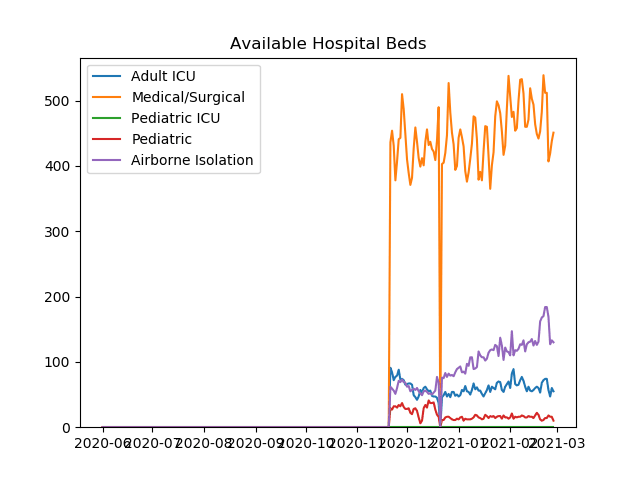 Available Hospital Beds
Adult ICU
Medical/Surgical
Pediatric ICU
Pediatric
Airborne Isolation
500
400
300
200
100
0
2020-06 2020-07 2020-08 2020-09 2020-10 2020-11 2020-12 2021-01 2021-02 2021-03